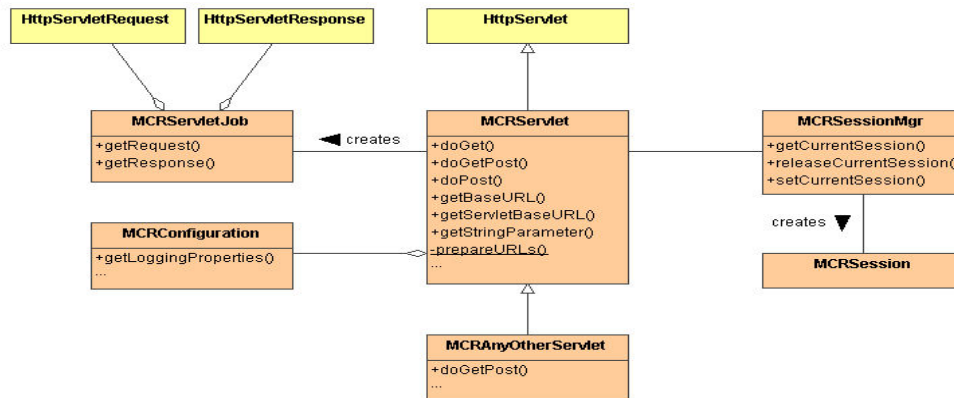 HttpServletRequest
HttpServletResponse
HttpServlet
MCRServletJob
+getRequest()
+getResponse()
creates
MCRServlet
+doGet()
+doGetPost()
+doPost()
+getBaseURL()
+getServletBaseURL()
+getStringParameter()
-prepareURLs()
...
MCRSessionMgr
+getCurrentSession()
+releaseCurrentSession()
+setCurrentSession()
creates
MCRConfiguration
+getLoggingProperties()
...
MCRSession
MCRAnyOtherServlet
+doGetPost()
...